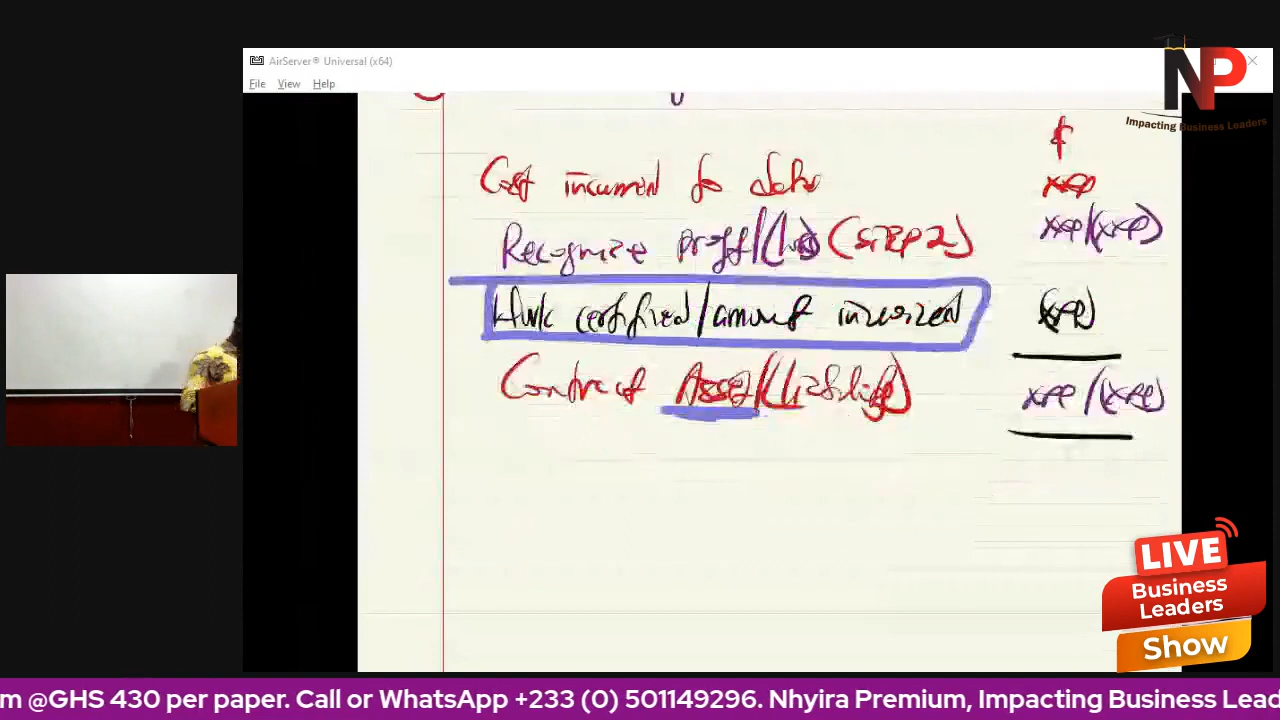 AirServer® Universal (x64)
File View Help
NP
Impacting Business Leaders
¢
Cost incurred to date xxx
Recognize profit/(loss) (STEP 2) xxx/(xxx)
Work certified/amount invoiced (xxx)
Contract Asset/(Liability) xxx/(xxx)
LIVE
Business
Leaders
Show
m @GHS 430 per paper. Call or WhatsApp +233 (0) 501149296. Nhyira Premium, Impacting Business Lead